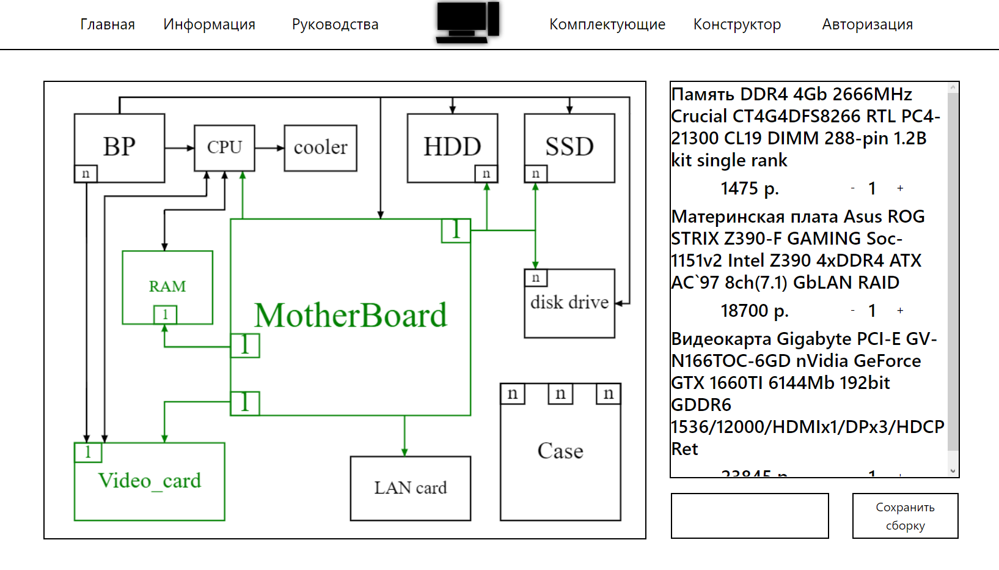 Главная Информация Руководства Комплектующие Конструктор Авторизация
BP
n
CPU
cooler
HDD
n
SSD
n
1
RAM
1
MotherBoard
1
1
n
disk drive
1
Video_card
LAN card
n n n
Case
Память DDR4 4Gb 2666MHz
Crucial CT4G4DFS8266 RTL PC4-
21300 CL19 DIMM 288-pin 1.2В
kit single rank
1475 р. - 1 +
Материнская плата Asus ROG
STRIX Z390-F GAMING Soc-
1151v2 Intel Z390 4xDDR4 ATX
AC`97 8ch(7.1) GbLAN RAID
18700 р. - 1 +
Видеокарта Gigabyte PCI-E GV-
N166TOC-6GD nVidia GeForce
GTX 1660TI 6144Mb 192bit
GDDR6
1536/12000/HDMIx1/DPx3/HDCP
Ret
23845 р. 1
Сохранить
сборку